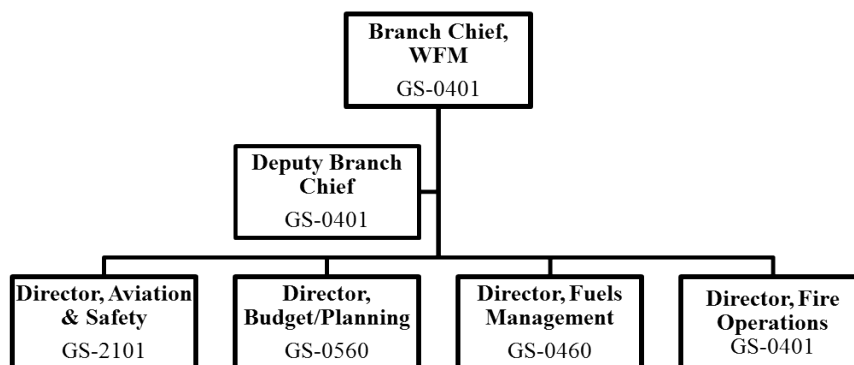 Branch Chief,
WFM
GS-0401
Deputy Branch
Chief
GS-0401
Director, Aviation
& Safety
GS-2101
Director,
Budget/Planning
GS-0560
Director, Fuels
Management
GS-0460
Director, Fire
Operations
GS-0401